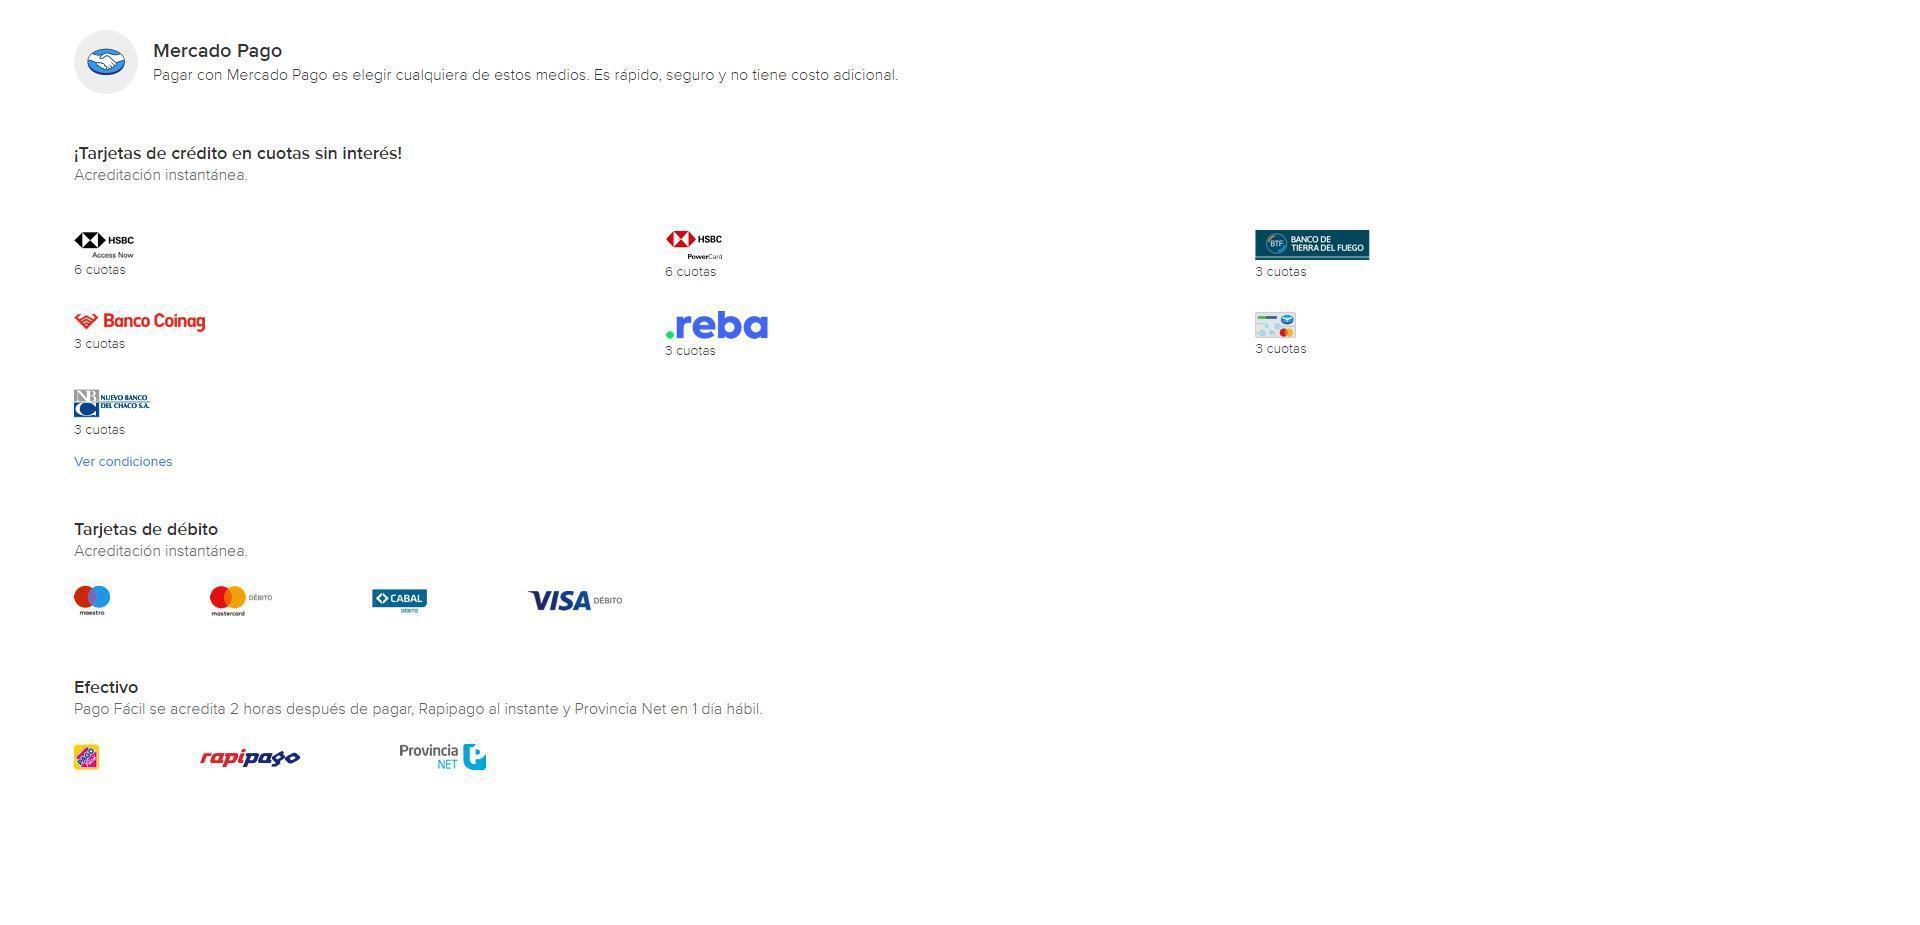 Mercado Pago
Pagar con Mercado Pago es elegir cualquiera de estos medios. Es rápido, seguro y no tiene costo adicional.
¡Tarjetas de crédito en cuotas sin interés!
Acreditación instantánea.
HSBC
Access Now
6 cuotas
HSBC
PowerCard
6 cuotas
BTF BANCO DE
TIERRA DEL FUEGO
3 cuotas
Banco Coinag
3 cuotas
.reba
3 cuotas
3 cuotas
NBC
NUEVO BANCO
DEL CHACO S.A.
3 cuotas
Ver condiciones
Tarjetas de débito
Acreditación instantánea.
maestro
mastercard DÉBITO
CABAL
DÉBITO
VISA DÉBITO
Efectivo
Pago Fácil se acredita 2 horas después de pagar, Rapipago al instante y Provincia Net en 1 día hábil.
rapipago
Provincia
NET